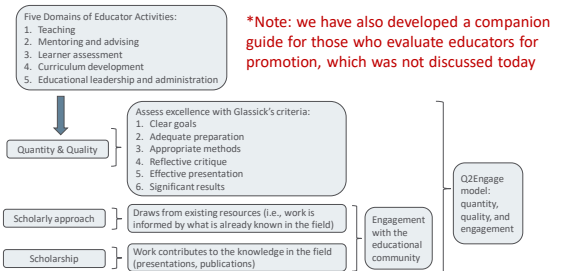 Five Domains of Educator Activities:
1. Teaching
2. Mentoring and advising
3. Learner assessment
4. Curriculum development
5. Educational leadership and administration
*Note: we have also developed a companion
guide for those who evaluate educators for
promotion, which was not discussed today
Quantity & Quality
Assess excellence with Glassick's criteria:
1. Clear goals
2. Adequate preparation
3. Appropriate methods
4. Reflective critique
5. Effective presentation
6. Significant results
Scholarly approach
Draws from existing resources (i.e., work is
informed by what is already known in the field)
Scholarship
Work contributes to the knowledge in the field
(presentations, publications)
Engagement
with the
educational
community
Q2Engage
model:
quantity,
quality, and
engagement